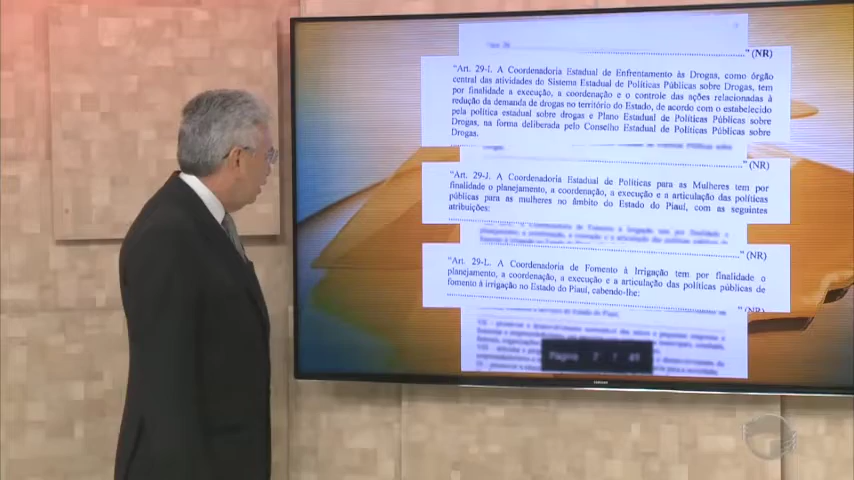 " (NR)
"Art. 29-I. A Coordenadoria Estadual de Enfrentamento às Drogas, como órgão
central das atividades do Sistema Estadual de Políticas Públicas sobre Drogas, tem
por finalidade a execução, a coordenação e o controle das ações relacionadas à
redução da demanda de drogas no território do Estado, de acordo com o estabelecido
pela política estadual sobre drogas e Plano Estadual de Políticas Públicas sobre
Drogas, na forma deliberada pelo Conselho Estadual de Políticas Públicas sobre
Drogas.
" (NR)
"Art. 29-J. A Coordenadoria Estadual de Políticas para as Mulheres tem por
finalidade o planejamento, a coordenação, a execução e a articulação das políticas
públicas para as mulheres no âmbito do Estado do Piauí, com as seguintes
atribuições:
" (NR)
"Art. 29-L. A Coordenadoria de Fomento à Irrigação tem por finalidade o
planejamento, a coordenação, a execução e a articulação das políticas públicas de
fomento à irrigação no Estado do Piauí, cabendo-lhe:
" (NR)
Página 7 / 41
SAMSUNG